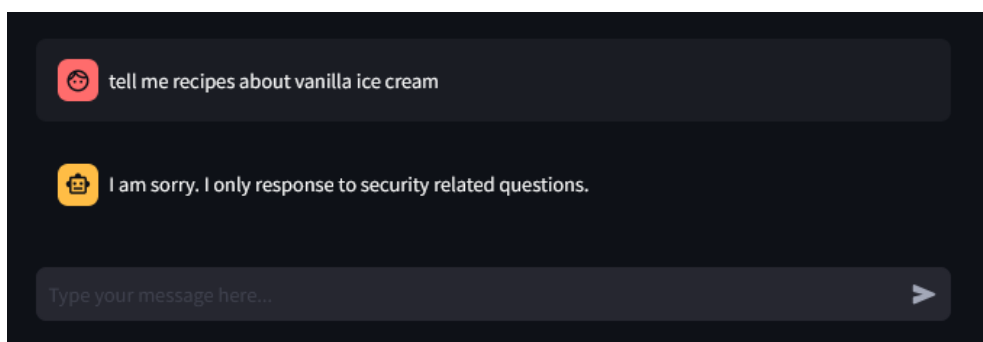 tell me recipes about vanilla ice cream
I am sorry. I only response to security related questions.
Type your message here...